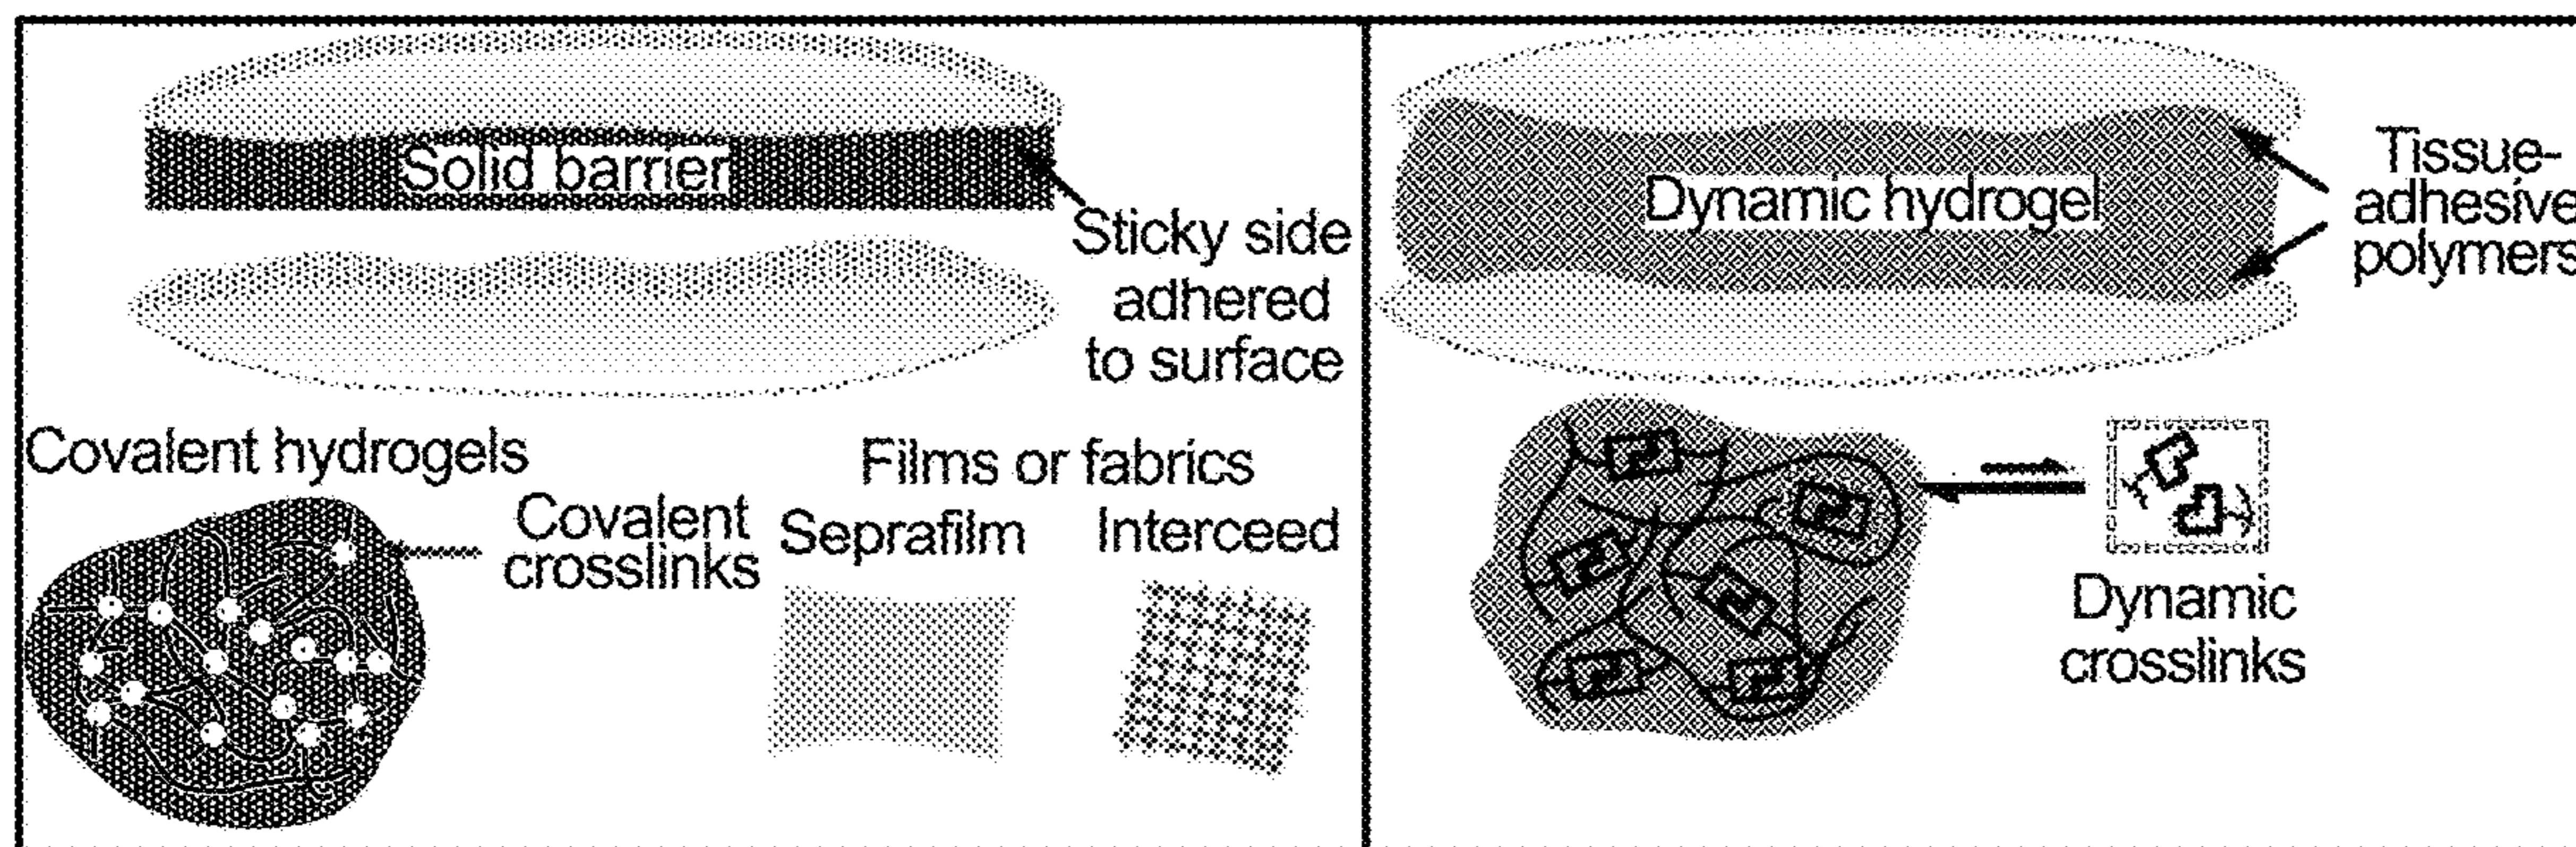 Solid barrier
Sticky side
adhered
to surface
Covalent hydrogels
Covalent
crosslinks
Films or fabrics
Seprafilm
Interceed
Dynamic hydrogel
Tissue-
adhesive
polymers
Dynamic
crosslinks